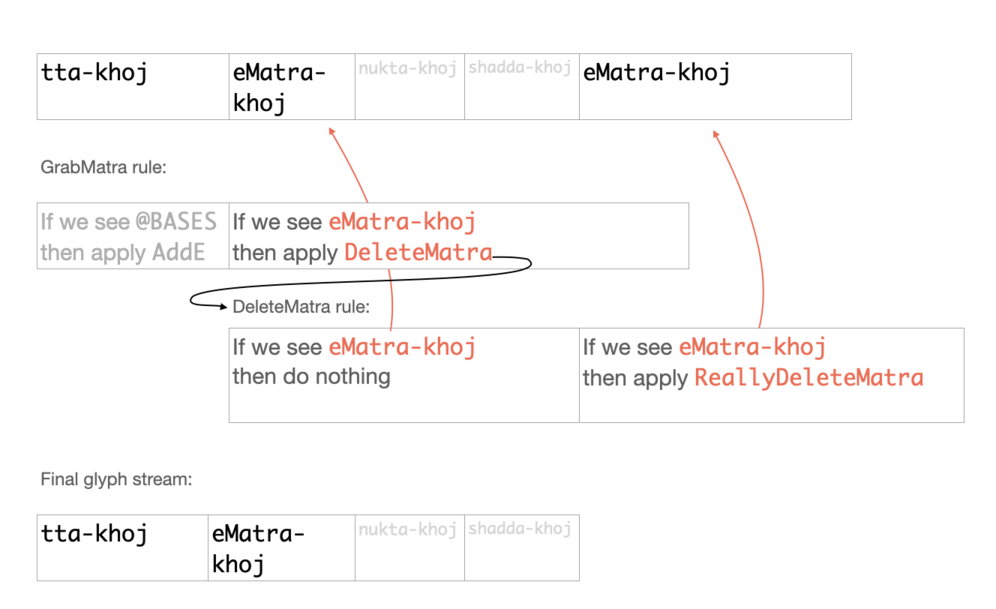 tta-khoj eMatra- nukta-khoj shadda-khoj eMatra-khoj
khoj
GrabMatra rule:
If we see @BASES If we see eMatra-khoj
then apply AddE then apply DeleteMatra
DeleteMatra rule:
If we see eMatra-khoj If we see eMatra-khoj
then do nothing then apply ReallyDeleteMatra
Final glyph stream:
tta-khoj eMatra- nukta-khoj shadda-khoj
khoj